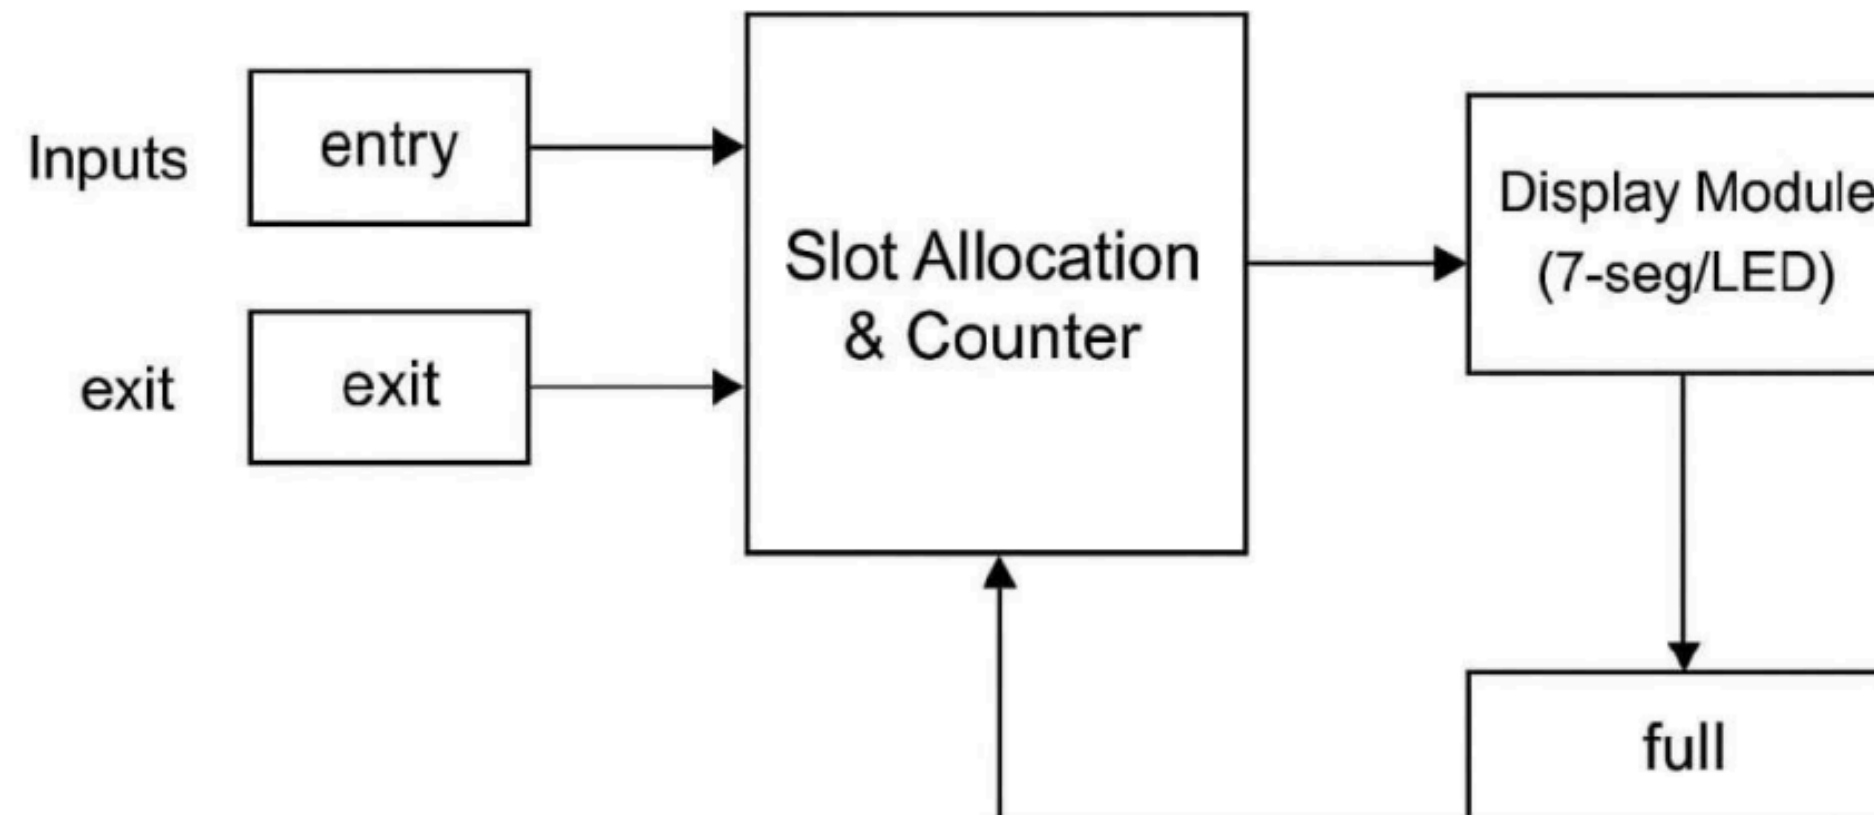 Inputs
entry
exit
exit
Slot Allocation
& Counter
Display Module
(7-seg/LED)
full